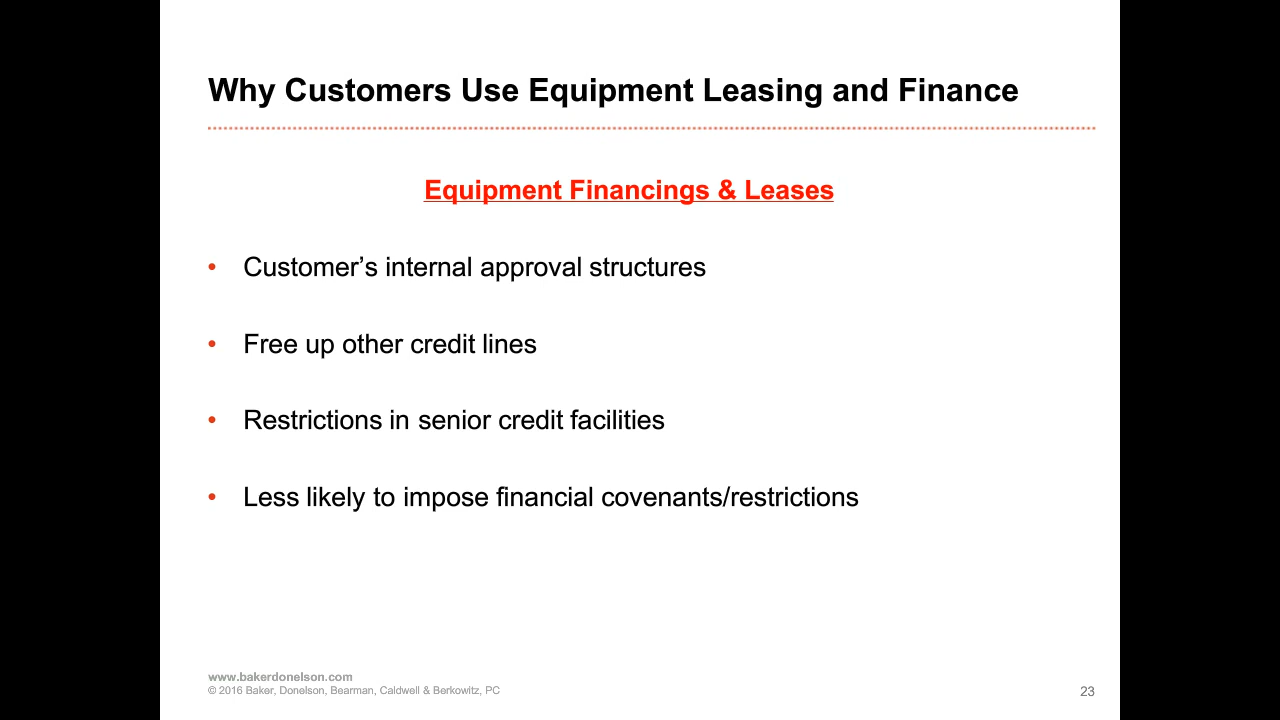 Why Customers Use Equipment Leasing and Finance
Equipment Financings & Leases
• Customer’s internal approval structures
• Free up other credit lines
• Restrictions in senior credit facilities
• Less likely to impose financial covenants/restrictions
www.bakerdonelson.com
© 2016 Baker, Donelson, Bearman, Caldwell & Berkowitz, PC
23